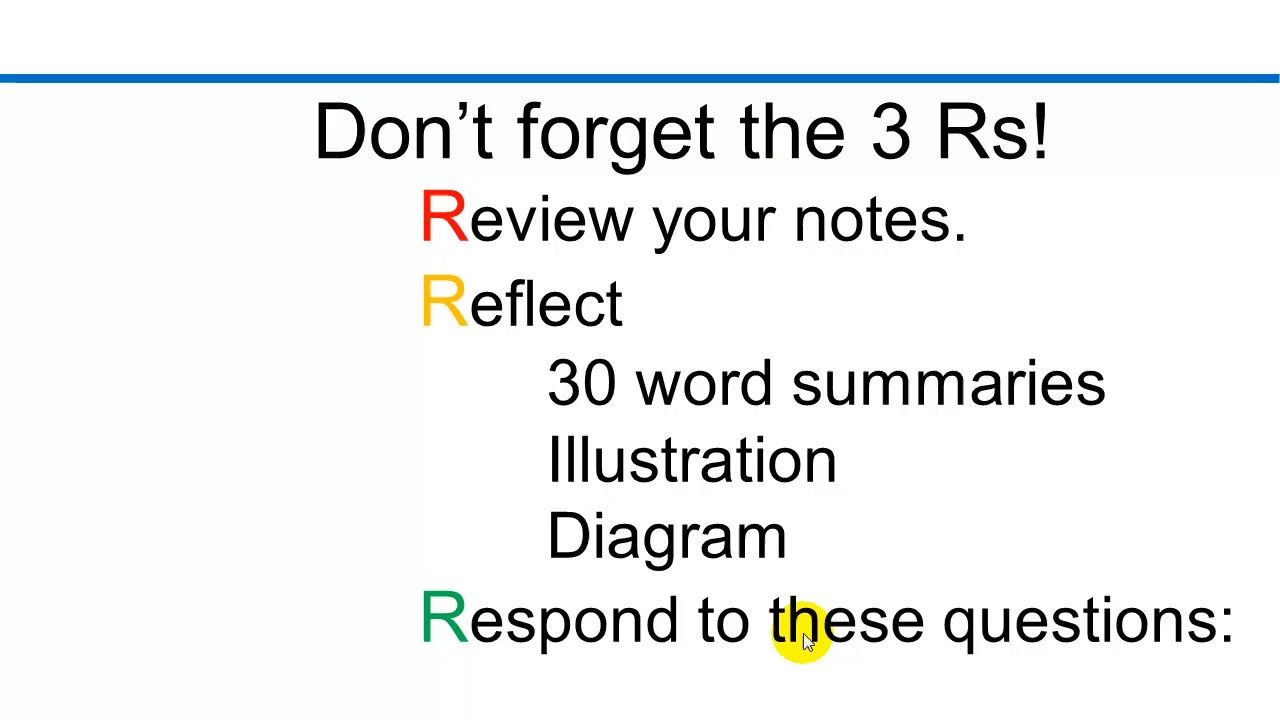 Don’t forget the 3 Rs!
Review your notes.
Reflect
30 word summaries
Illustration
Diagram
Respond to these questions: